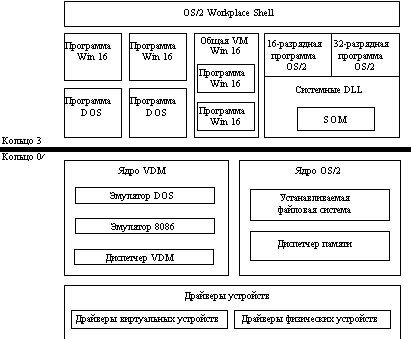 OS/2 Workplace Shell
Программа
Win 16
Программа
Win 16
Общая VM
Win 16
Программа
Win 16
Программа
Win 16
16-разрядная
программа
OS/2
32-разрядная
программа
OS/2
Системные DLL
SOM
Программа
DOS
Программа
DOS
Кольцо 3
Кольцо 0/
Ядро VDM
Эмулятор DOS
Эмулятор 8086
Диспетчер VDM
Ядро OS/2
Устанавливаемая
файловая система
Диспетчер памяти
Драйверы устройств
Драйверы виртуальных устройств
Драйверы физических устройств